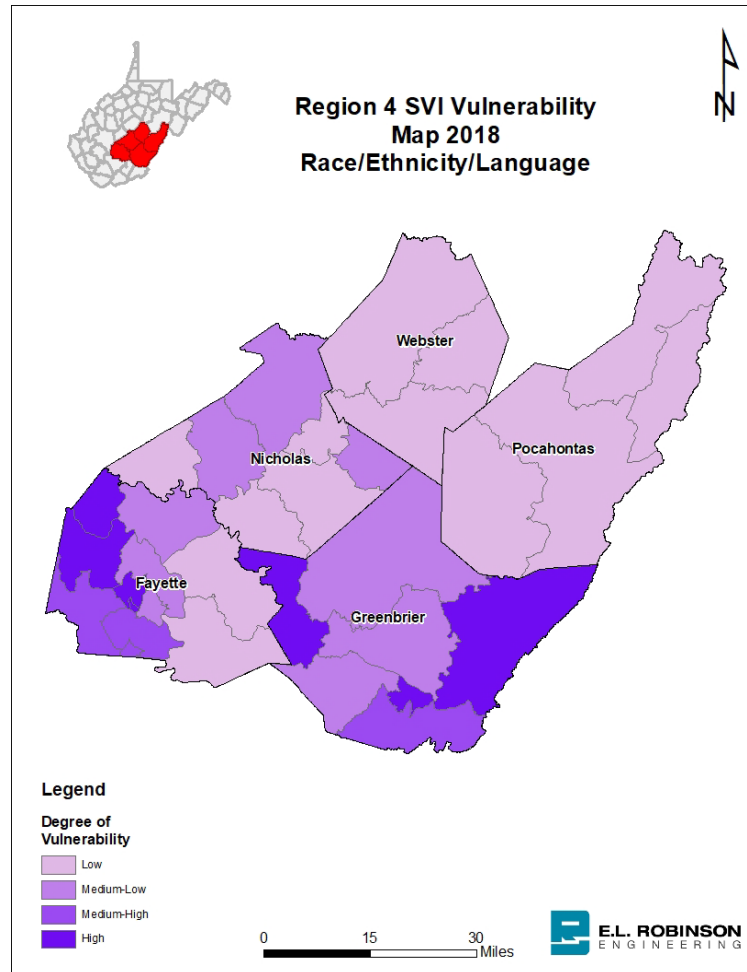 N
Region 4 SVI Vulnerability
Map 2018
Race/Ethnicity/Language
Webster
Pocahontas
Nicholas
Fayette
Greenbrier
Legend
Degree of
Vulnerability
Low
Medium-Low
Medium-High
High
0 15 30
Miles
E.L. ROBINSON
ENGINEERING